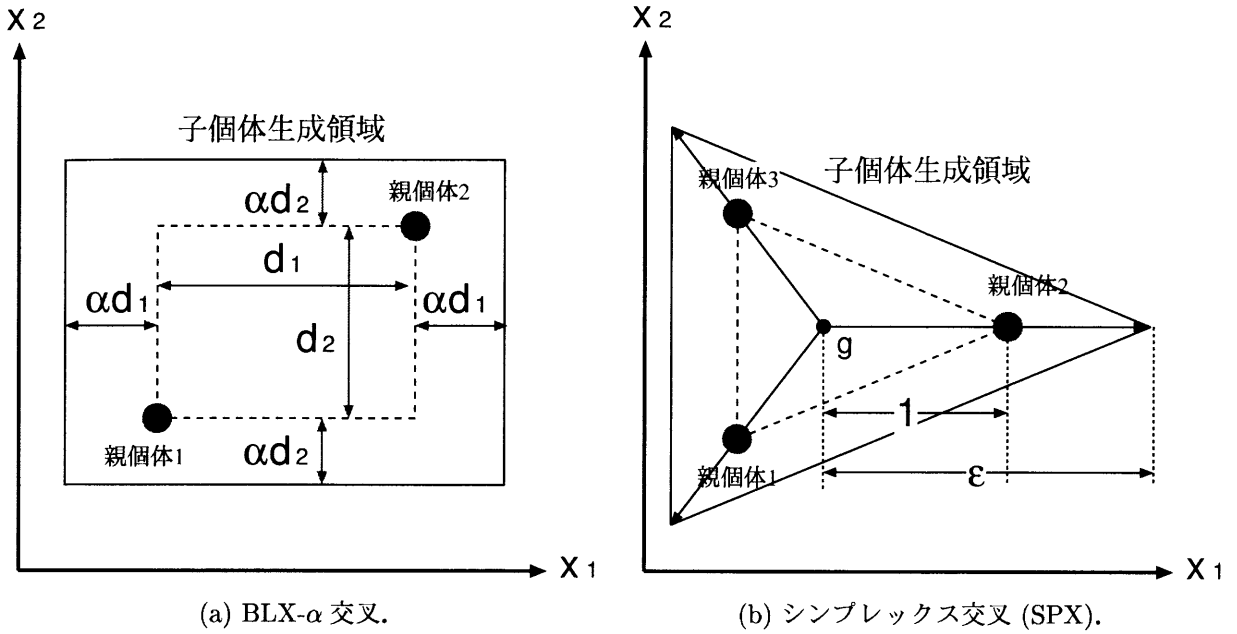 X2
子個体生成領域
αd2
親個体2
d1
αd1
αd1
d2
親個体1
αd2
X1
(a) BLX-α 交叉.
X2
子個体生成領域
親個体3
親個体2
g
1
親個体1
ε
X1
(b) シンプレックス交叉 (SPX).